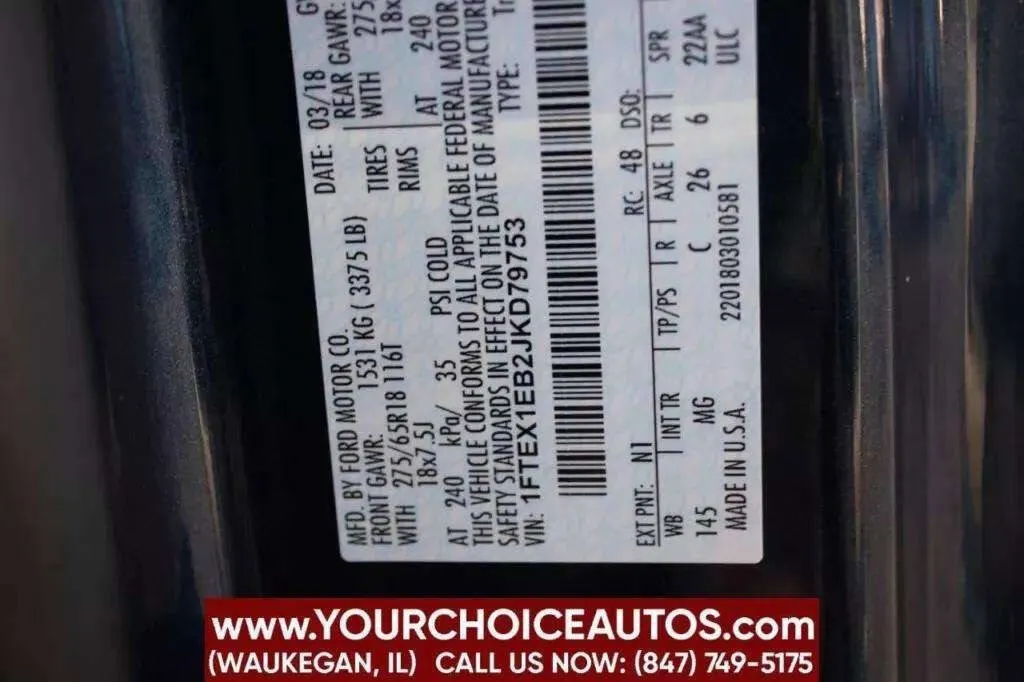 MFD. BY FORD MOTOR CO.
DATE: 03/18
FRONT GAWR: 1531 KG ( 3375 LB)
REAR GAWR:
WITH 275/65R18 116T TIRES WITH 275
18x7.5J RIMS 18x
AT 240 kPa/ 35 PSI COLD AT 240
THIS VEHICLE CONFORMS TO ALL APPLICABLE FEDERAL MOTOR
SAFETY STANDARDS IN EFFECT ON THE DATE OF MANUFACTURE
VIN: 1FTEX1EB2JKD79753 TYPE:
EXT PNT: N1 RC: 48 DSO:
WB | INT TR | TP/PS | R | AXLE | TR | SPR
145 MG C 26 6 22AA
MADE IN U.S.A. 2201803010581 ULC
www.YOURCHOICEAUTOS.com
(WAUKEGAN, IL) CALL US NOW: (847) 749-5175